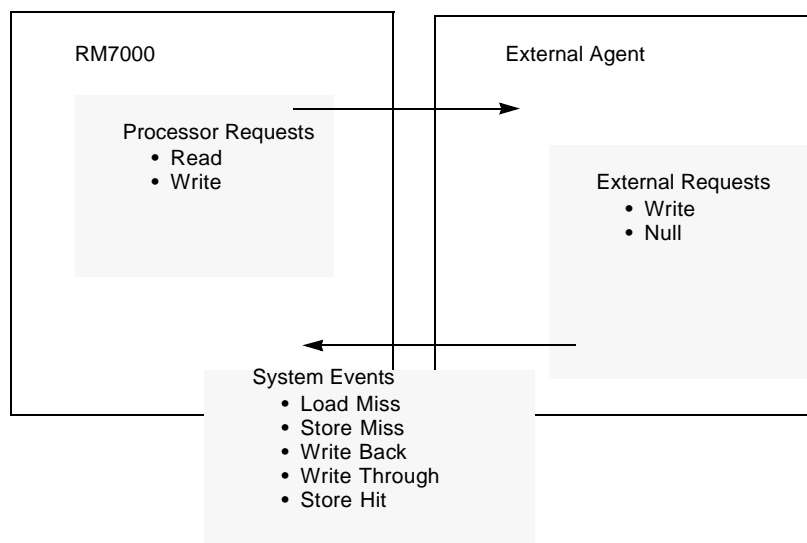 RM7000
External Agent
Processor Requests
• Read
• Write
External Requests
• Write
• Null
System Events
• Load Miss
• Store Miss
• Write Back
• Write Through
• Store Hit